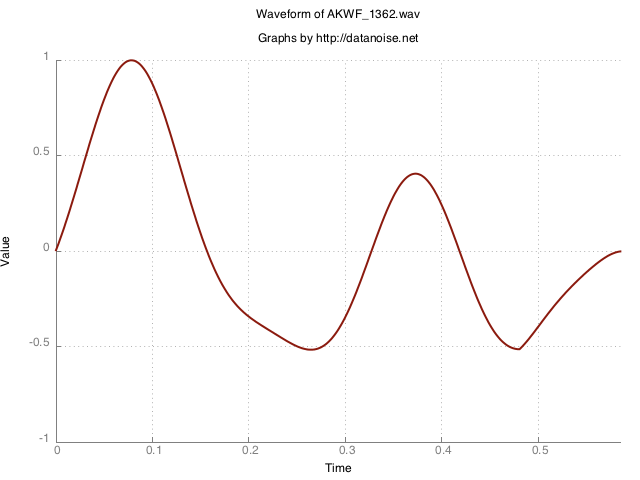 Waveform of AKWF_1362.wav
Graphs by http://datanoise.net
1
0.5
0
-0.5
-1
Value
0 0.1 0.2 0.3 0.4 0.5
Time